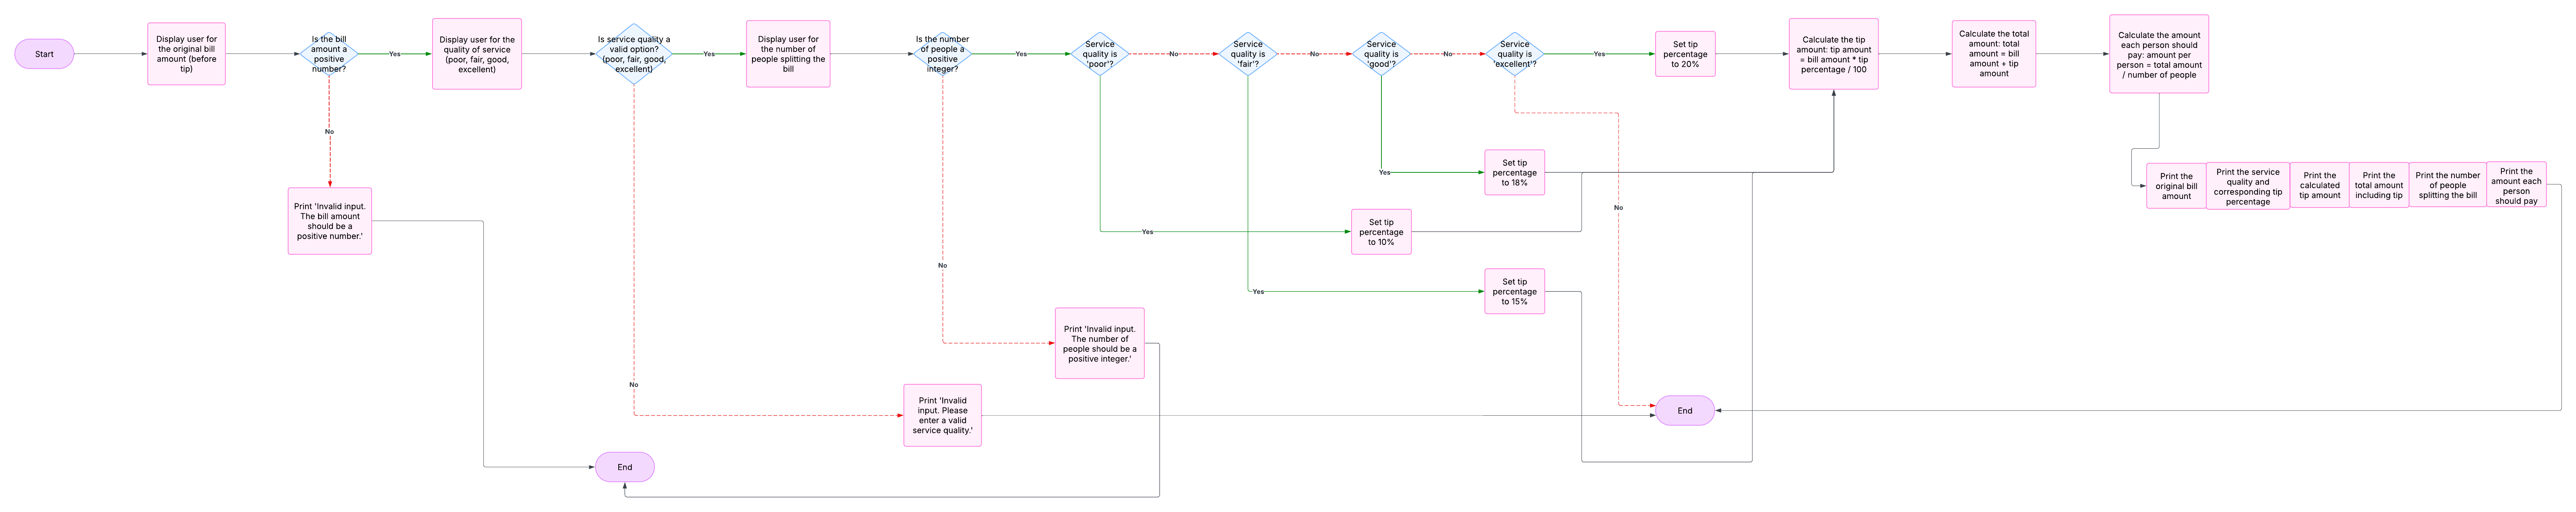 Start
Display user for
the original bill
amount (before
tip)
Is the bill
amount a
positive
number?
Yes
Display user for the
quality of service
(poor, fair, good,
excellent)
Is service quality a
valid option?
(poor, fair, good,
excellent)
Yes
Display user for
the number of
people splitting the
bill
Is the number
of people a
positive
integer?
Yes
Service
quality is
'poor'?
No
Service
quality is
'fair'?
No
Service
quality is
'good'?
No
Service
quality is
'excellent'?
Yes
Set tip
percentage
to 20%
Calculate the tip
amount: tip amount
= bill amount * tip
percentage / 100
Calculate the total
amount: total
amount = bill
amount + tip
amount
Calculate the amount
each person should
pay: amount per
person = total amount
/ number of people
No
Print 'Invalid input.
The bill amount
should be a
positive number.'
Yes
Set tip
percentage
to 18%
Print the
original bill
amount
Print the service
quality and
corresponding tip
percentage
Print the
calculated
tip amount
Print the
total amount
including tip
Print the number
of people
splitting the bill
Print the
amount each
person
should pay
No
Yes
Set tip
percentage
to 10%
No
Yes
Set tip
percentage
to 15%
Print 'Invalid input.
The number of
people should be a
positive integer.'
No
Print 'Invalid
input. Please
enter a valid
service quality.'
End
End